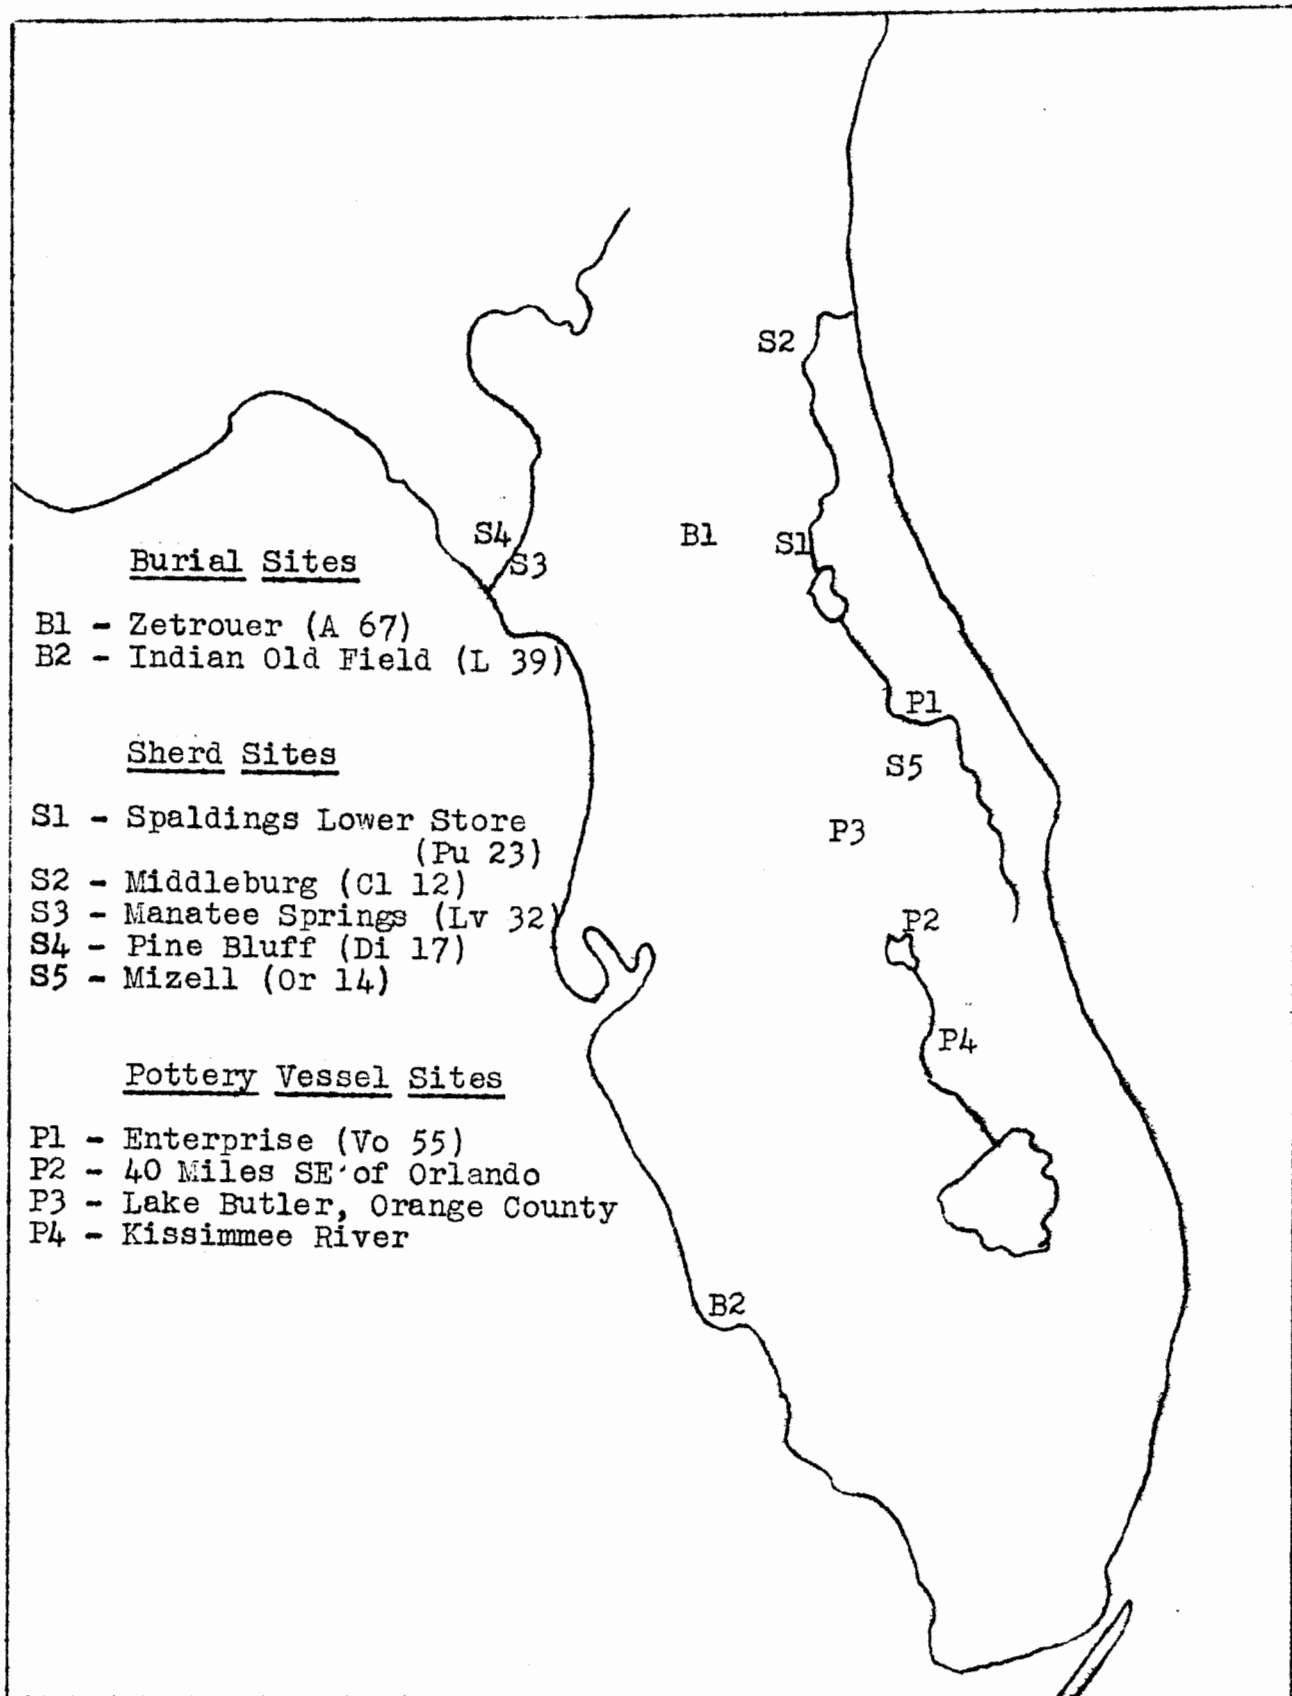 S2
S4
B1
S1
S3
Burial Sites
B1 - Zetrouer (A 67)
B2 - Indian Old Field (L 39)
P1
Sherd Sites
S5
S1 - Spaldings Lower Store
(Pu 23)
P3
S2 - Middleburg (Cl 12)
S3 - Manatee Springs (Lv 32)
P2
S4 - Pine Bluff (Di 17)
S5 - Mizell (Or 14)
P4
Pottery Vessel Sites
P1 - Enterprise (Vo 55)
P2 - 40 Miles SE of Orlando
P3 - Lake Butler, Orange County
P4 - Kissimmee River
B2